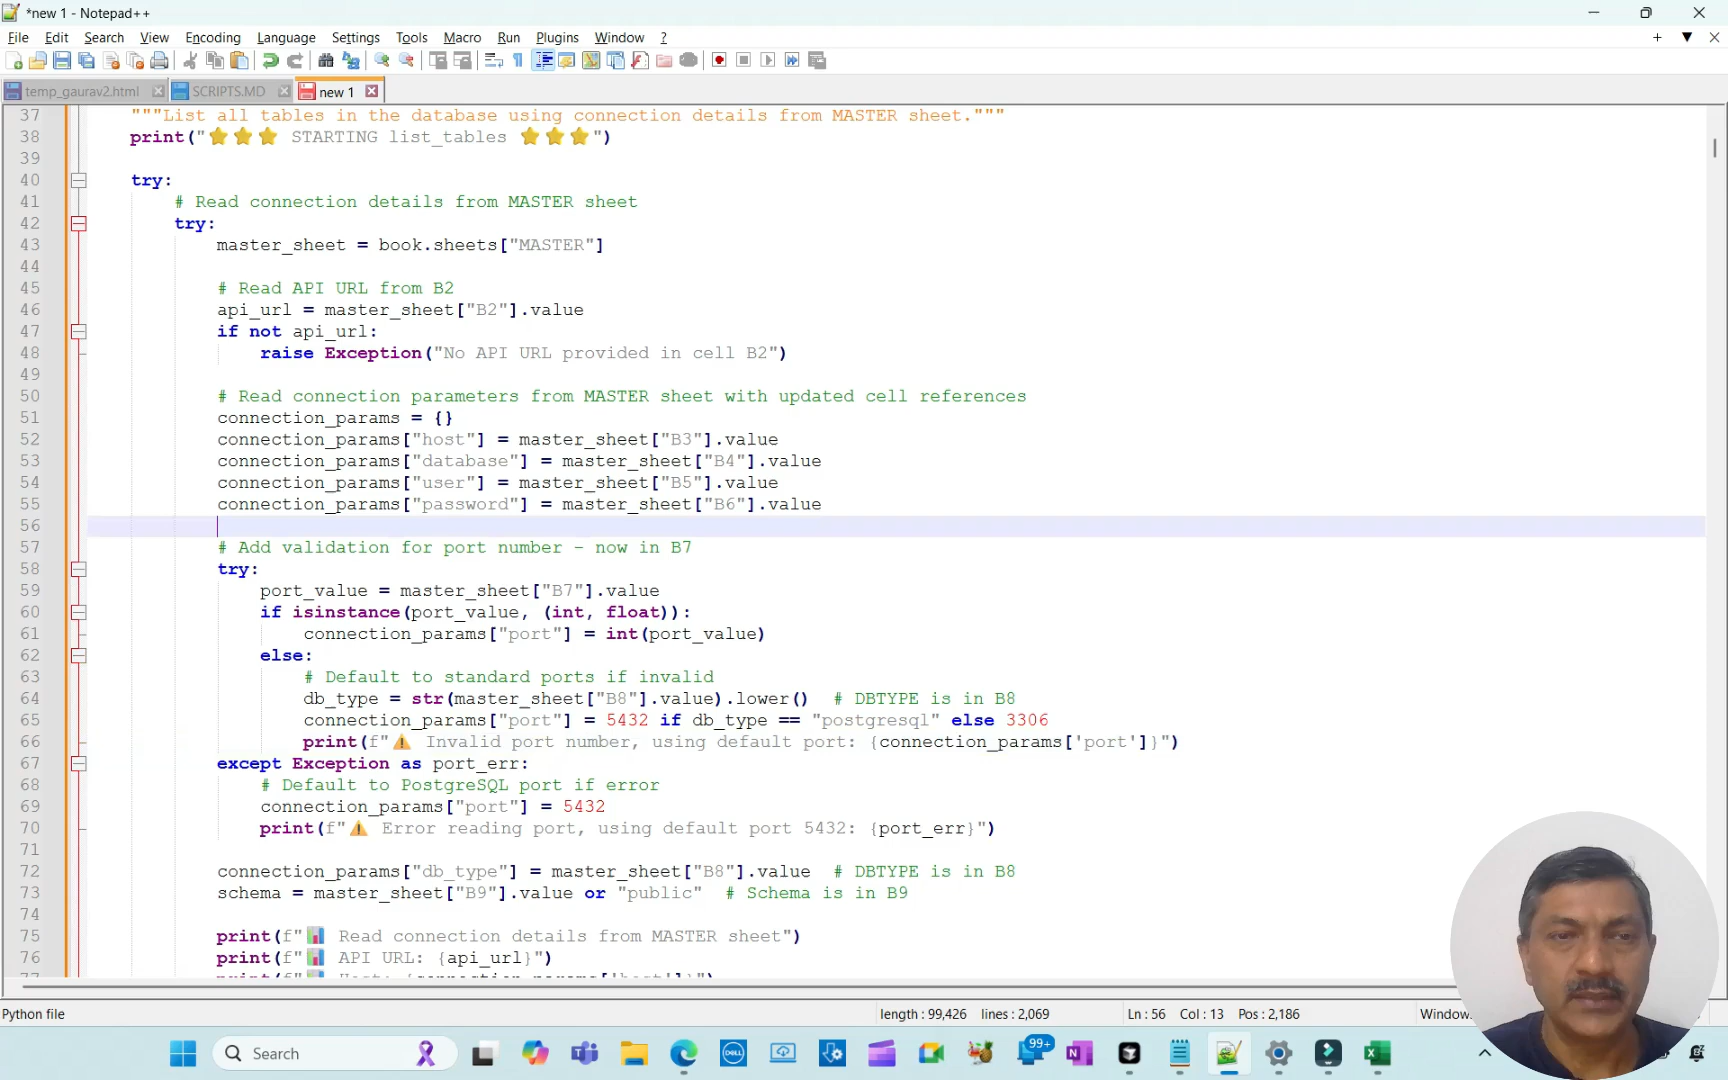 *new 1 - Notepad++
File Edit Search View Encoding Language Settings Tools Macro Run Plugins Window ?
temp_gaurav2.html SCRIPTS.MD new 1
37 """List all tables in the database using connection details from MASTER sheet."""
38 print("⭐⭐⭐ STARTING list_tables ⭐⭐⭐")
39
40 try:
41 # Read connection details from MASTER sheet
42 try:
43 master_sheet = book.sheets["MASTER"]
44
45 # Read API URL from B2
46 api_url = master_sheet["B2"].value
47 if not api_url:
48 raise Exception("No API URL provided in cell B2")
49
50 # Read connection parameters from MASTER sheet with updated cell references
51 connection_params = {}
52 connection_params["host"] = master_sheet["B3"].value
53 connection_params["database"] = master_sheet["B4"].value
54 connection_params["user"] = master_sheet["B5"].value
55 connection_params["password"] = master_sheet["B6"].value
56
57 # Add validation for port number - now in B7
58 try:
59 port_value = master_sheet["B7"].value
60 if isinstance(port_value, (int, float)):
61 connection_params["port"] = int(port_value)
62 else:
63 # Default to standard ports if invalid
64 db_type = str(master_sheet["B8"].value).lower() # DBTYPE is in B8
65 connection_params["port"] = 5432 if db_type == "postgresql" else 3306
66 print(f"⚠️ Invalid port number, using default port: {connection_params['port']}")
67 except Exception as port_err:
68 # Default to PostgreSQL port if error
69 connection_params["port"] = 5432
70 print(f"⚠️ Error reading port, using default port 5432: {port_err}")
71
72 connection_params["db_type"] = master_sheet["B8"].value # DBTYPE is in B8
73 schema = master_sheet["B9"].value or "public" # Schema is in B9
74
75 print(f"📊 Read connection details from MASTER sheet")
76 print(f"📊 API URL: {api_url}")
77 print(f"📊 Host: {connection_params['host']}")
Python file length : 99,426 lines : 2,069 Ln : 56 Col : 13 Pos : 2,186 Window
Search 99+